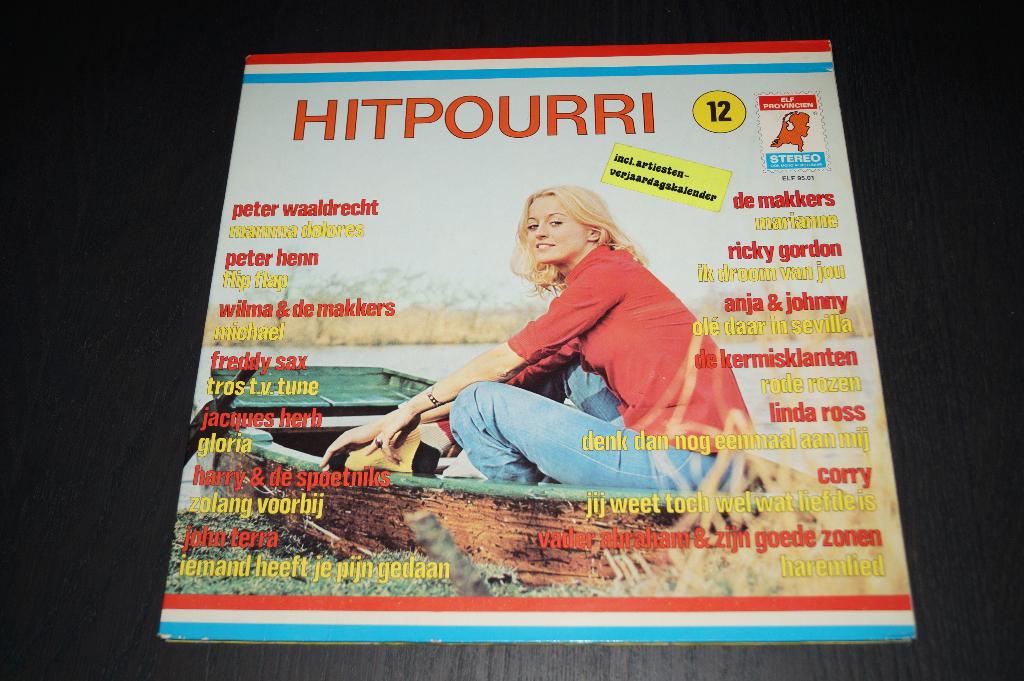 HITPOURRI
12
ELF
PROVINCIEN
STEREO
ELF 95.01
incl. artiesten-
verjaardagskalender
peter waaldrecht
mamma dolores
peter henn
flip flap
wilma & de makkers
michael
freddy sax
tros t.v. tune
jacques herb
gloria
harry & de spoetniks
zolang voorbij
john terra
iemand heeft je pijn gedaan
de makkers
marianne
ricky gordon
ik droom van jou
anja & johnny
olé daar in sevilla
de kermisklanten
rode rozen
linda ross
denk dan nog eenmaal aan mij
corry
jij weet toch wel wat liefde is
vader abraham & zijn goede zonen
haremlied